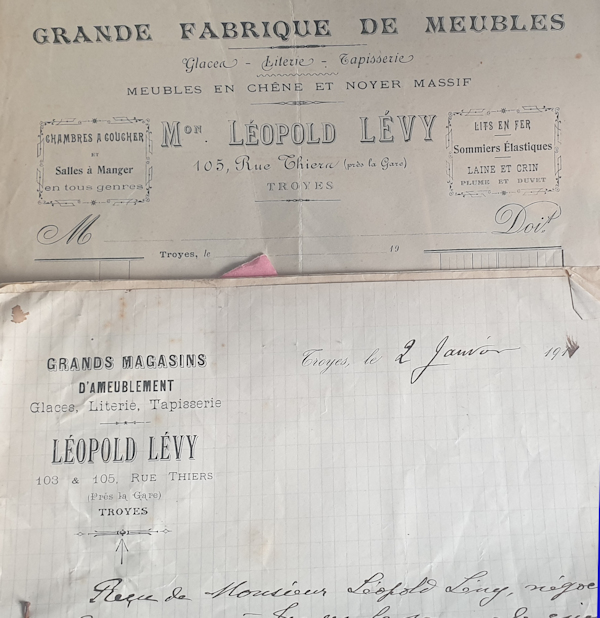 GRANDE FABRIQUE DE MEUBLES
Glaces - Literie - Tapisserie
MEUBLES EN CHÊNE ET NOYER MASSIF
CHAMBRES A COUCHER
ET
Salles à Manger
en tous genres
Mon. LÉOPOLD LÉVY
105, Rue Thiers (près la Gare)
TROYES
LITS EN FER
Sommiers Élastiques
LAINE ET CRIN
PLUME ET DUVET
M Doit
Troyes, le 19
GRANDS MAGASINS
D'AMEUBLEMENT
Glaces, Literie, Tapisserie
LÉOPOLD LÉVY
103 & 105, RUE THIERS
(Près la Gare)
TROYES
Troyes, le 2 Janvier 191
Reçu de Monsieur Léopold Lévy, négoc